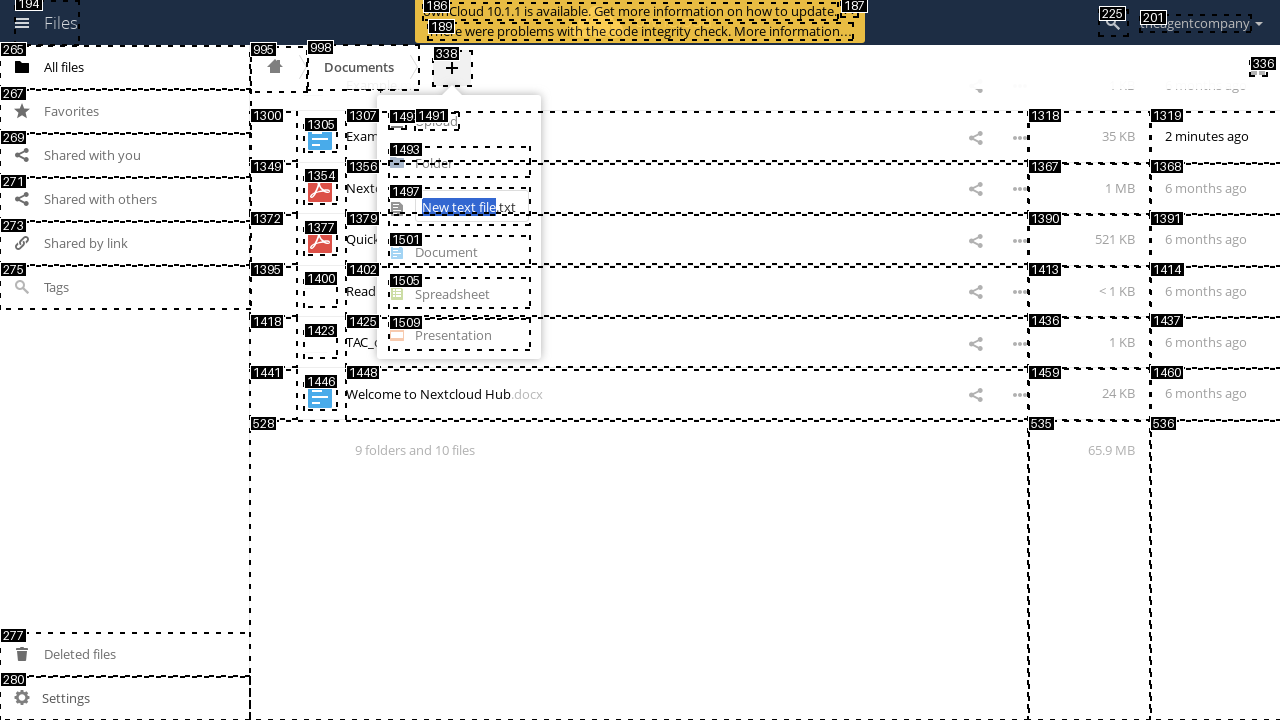 194
Files
186
ownCloud 10.1.1 is available. Get more information on how to update.
187
189
There were problems with the code integrity check. More information…
225
201
theagentcompany
265
All files
995
998
Documents
338
+
336
267
Favorites
6 months ago
1300
1305
1307
Exam
1492
1491
Upload
1318
35 KB
1319
2 minutes ago
269
Shared with you
1349
1354
1356
Next
1493
Folder
1367
1 MB
1368
6 months ago
271
Shared with others
1497
New text file.txt
1372
1377
1379
Quick
1390
521 KB
1391
6 months ago
273
Shared by link
1501
Document
1395
1400
1402
Read
1413
< 1 KB
1414
6 months ago
275
Tags
1505
Spreadsheet
1418
1423
1425
TAC_
1436
1 KB
1437
6 months ago
1509
Presentation
1441
1446
1448
Welcome to Nextcloud Hub.docx
1459
24 KB
1460
6 months ago
528
535
536
9 folders and 10 files
65.9 MB
277
Deleted files
280
Settings